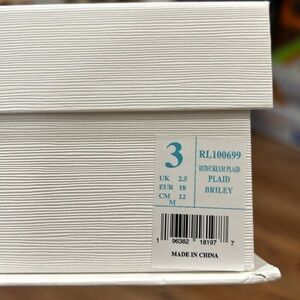 3
UK 2.5
EUR 18
CM 12
M
RL100699
RST/CREAM PLAID
PLAID
BRILEY
1 96382 18197 7
MADE IN CHINA